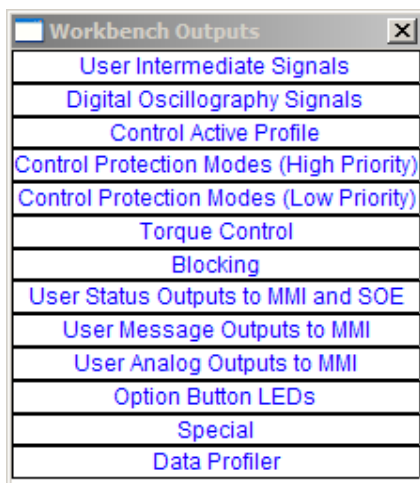 Workbench Outputs
User Intermediate Signals
Digital Oscillography Signals
Control Active Profile
Control Protection Modes (High Priority)
Control Protection Modes (Low Priority)
Torque Control
Blocking
User Status Outputs to MMI and SOE
User Message Outputs to MMI
User Analog Outputs to MMI
Option Button LEDs
Special
Data Profiler